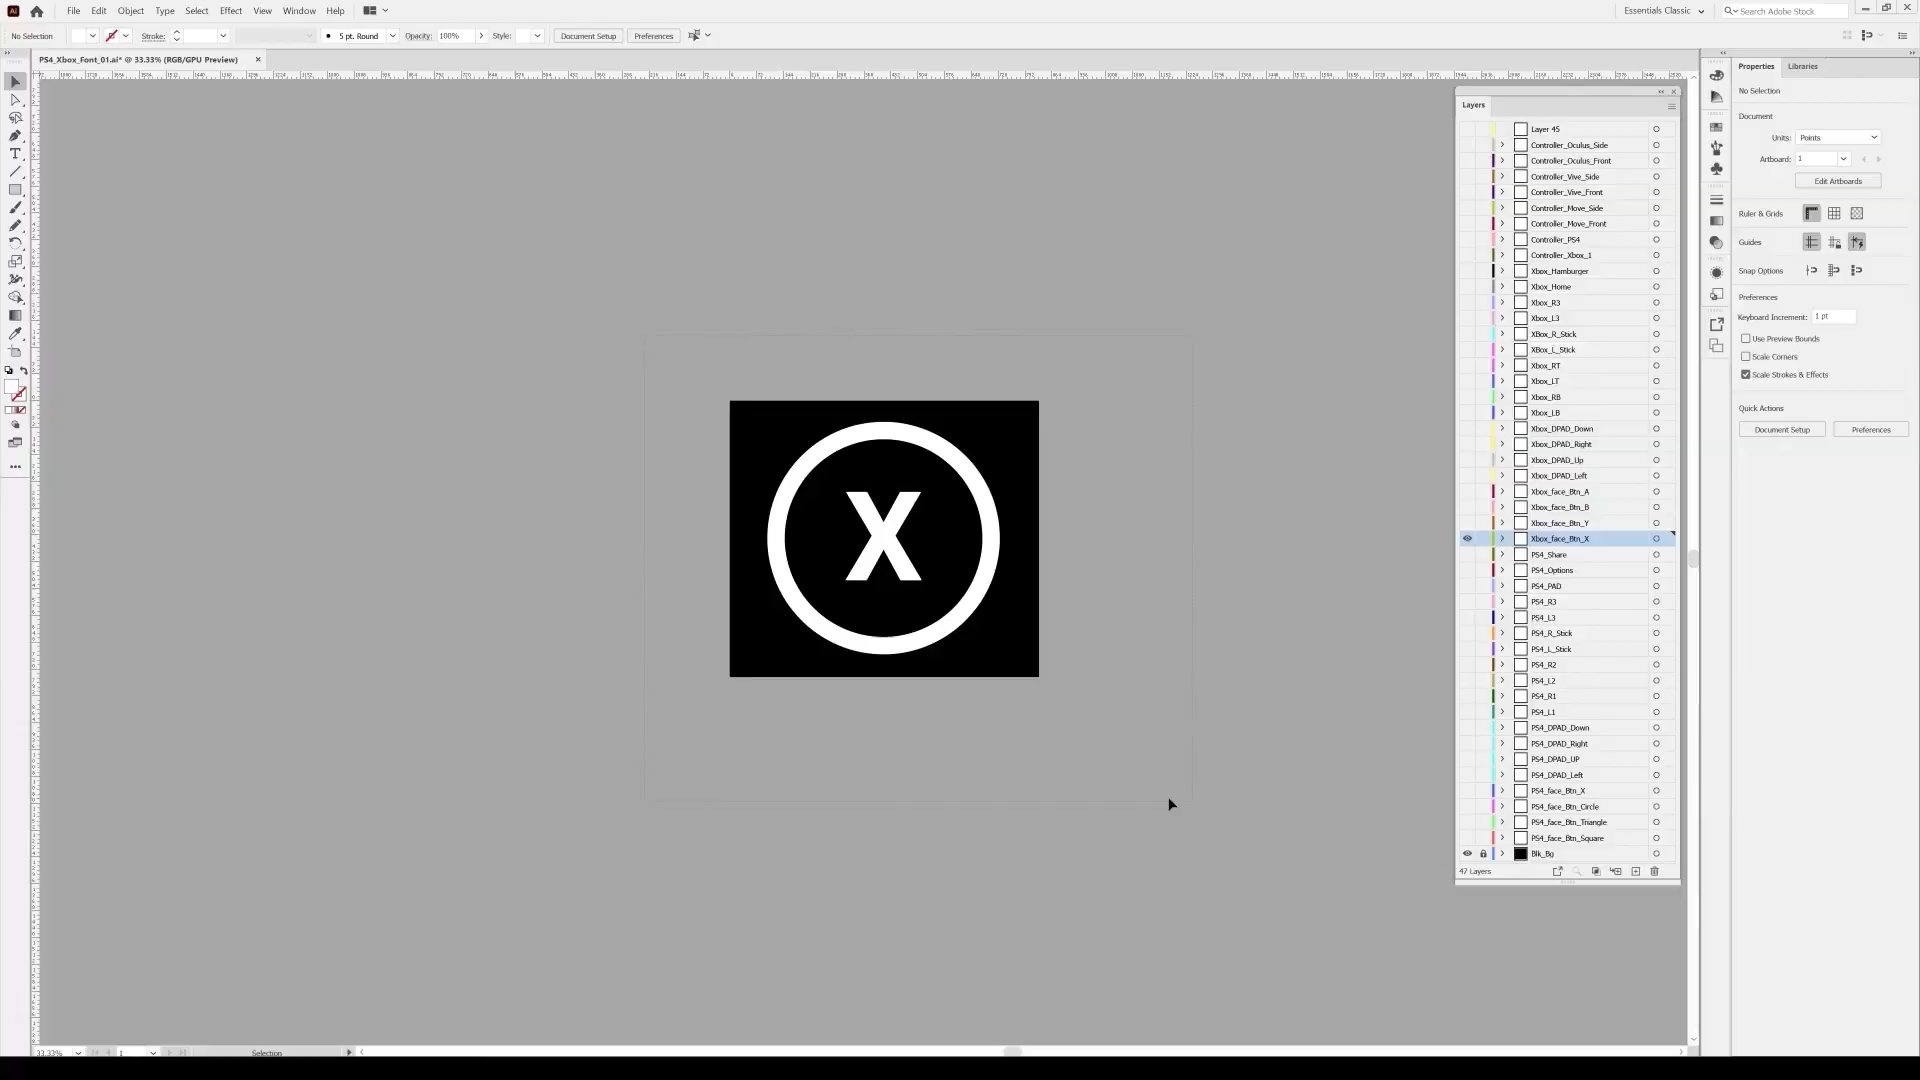 Ai File Edit Object Type Select Effect View Window Help Essentials Classic Search Adobe Stock
No Selection Stroke: 5 pt. Round Opacity: 100% Style: Document Setup Preferences
PS4_Xbox_Font_01.ai* @ 33.33% (RGB/GPU Preview)
X
Layers
Layer 45
Controller_Oculus_Side
Controller_Oculus_Front
Controller_Vive_Side
Controller_Vive_Front
Controller_Move_Side
Controller_Move_Front
Controller_PS4
Controller_Xbox_1
Xbox_Hamburger
Xbox_Home
Xbox_R3
Xbox_L3
XBox_R_Stick
XBox_L_Stick
Xbox_RT
Xbox_LT
Xbox_RB
Xbox_LB
Xbox_DPAD_Down
Xbox_DPAD_Right
Xbox_DPAD_Up
Xbox_DPAD_Left
Xbox_face_Btn_A
Xbox_face_Btn_B
Xbox_face_Btn_Y
Xbox_face_Btn_X
PS4_Share
PS4_Options
PS4_PAD
PS4_R3
PS4_L3
PS4_R_Stick
PS4_L_Stick
PS4_R2
PS4_L2
PS4_R1
PS4_L1
PS4_DPAD_Down
PS4_DPAD_Right
PS4_DPAD_UP
PS4_DPAD_Left
PS4_face_Btn_X
PS4_face_Btn_Circle
PS4_face_Btn_Triangle
PS4_face_Btn_Square
Blk_Bg
47 Layers
Properties Libraries
No Selection
Document
Units: Points
Artboard: 1
Edit Artboards
Ruler & Grids
Guides
Snap Options
Preferences
Keyboard Increment: 1 pt
Use Preview Bounds
Scale Corners
Scale Strokes & Effects
Quick Actions
Document Setup Preferences
33.33% 1 Selection